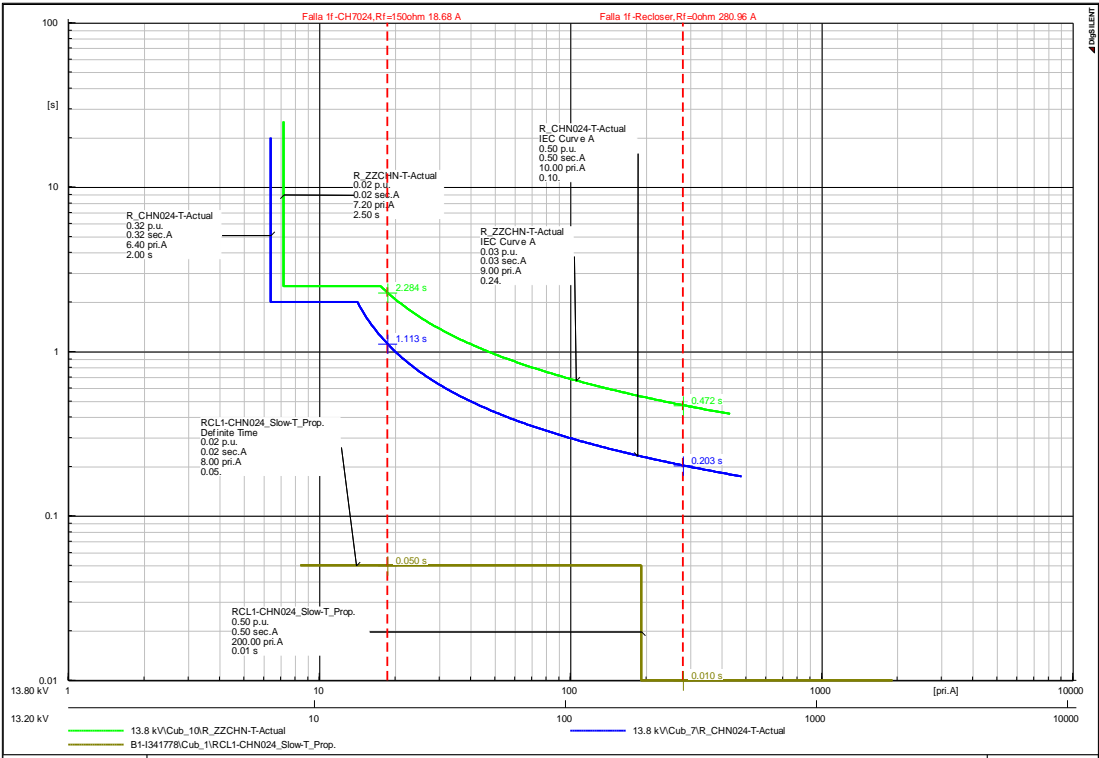 Falla 1f-CH7024,Rf=150ohm 18.68 A
Falla 1f-Recloser,Rf=0ohm 280.96 A
DIgSILENT
100
[s]
10
1
0.1
0.01
R_CHN024-T-Actual
IEC Curve A
0.50 p.u.
0.50 sec.A
10.00 pri.A
0.10.
R_ZZCHN-T-Actual
0.02 p.u.
0.02 sec.A
7.20 pri.A
2.50 s
R_CHN024-T-Actual
0.32 p.u.
0.32 sec.A
6.40 pri.A
2.00 s
R_ZZCHN-T-Actual
IEC Curve A
0.03 p.u.
0.03 sec.A
9.00 pri.A
0.24.
2.284 s
1.113 s
0.472 s
0.203 s
RCL1-CHN024_Slow-T_Prop.
Definite Time
0.02 p.u.
0.02 sec.A
8.00 pri.A
0.05.
0.050 s
RCL1-CHN024_Slow-T_Prop.
0.50 p.u.
0.50 sec.A
200.00 pri.A
0.01 s
0.010 s
13.80 kV 1 10 100 1000 [pri.A] 10000
13.20 kV 10 100 1000 10000
13.8 kV\Cub_10\R_ZZCHN-T-Actual
13.8 kV\Cub_7\R_CHN024-T-Actual
B1-I341778\Cub_1\RCL1-CHN024_Slow-T_Prop.